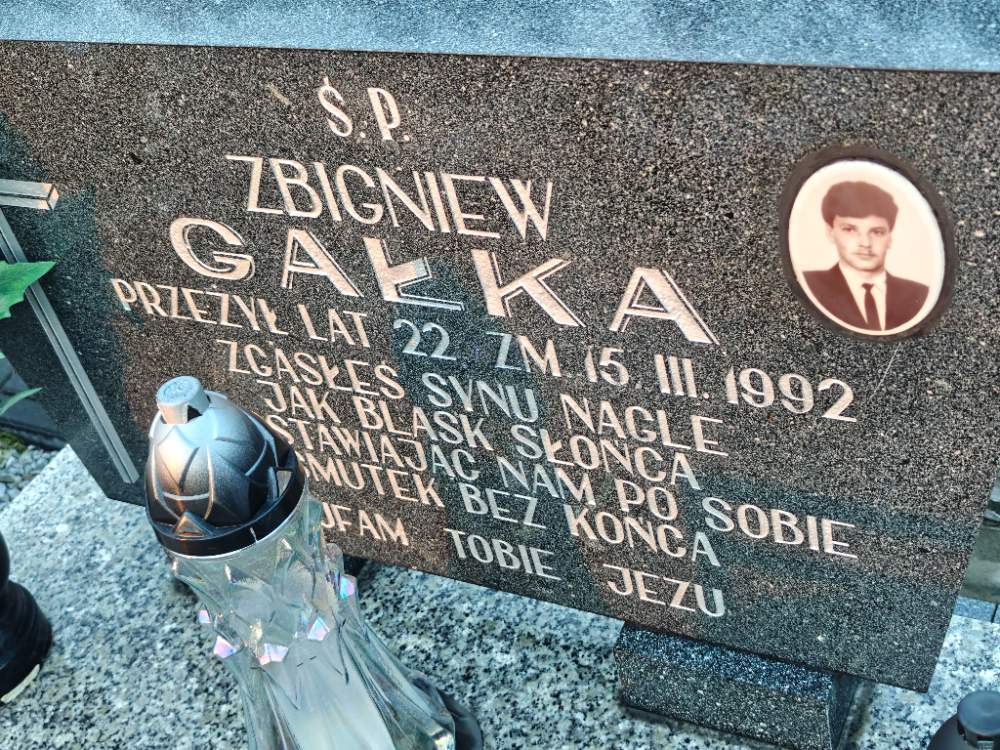 Ś.P.
ZBIGNIEW
GAŁKA
PRZEŻYŁ LAT 22 ZM. 15. III. 1992
ZGASŁEŚ SYNU NAGLE
JAK BLASK SŁOŃCA
STAWIAJĄC NAM PO SOBIE
SMUTEK BEZ KOŃCA
UFAM TOBIE JEZU